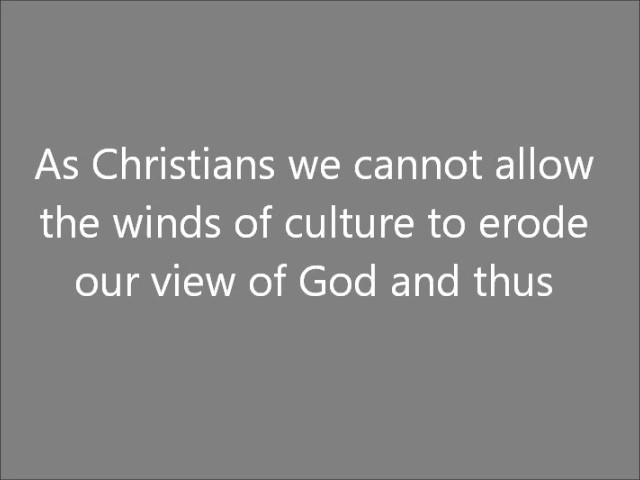 As Christians we cannot allow
the winds of culture to erode
our view of God and thus